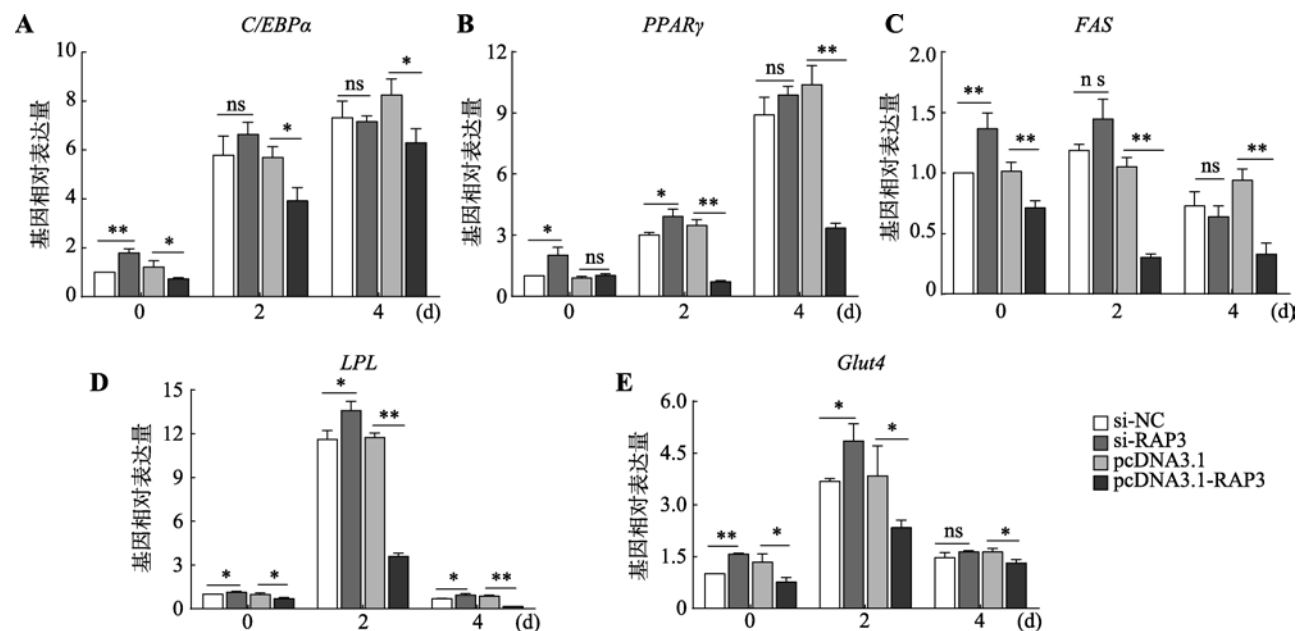 A
C/EBPα
基因相对表达量
10
8
6
4
2
0
**
*
ns
*
ns
*
0
2
4
(d)
B
PPARγ
基因相对表达量
12
9
6
3
0
*
ns
*
**
ns
**
0
2
4
(d)
C
FAS
基因相对表达量
2.0
1.5
1.0
0.5
0
**
**
n s
**
ns
**
0
2
4
(d)
D
LPL
基因相对表达量
15
12
9
6
3
0
*
*
*
**
*
**
0
2
4
(d)
E
Glut4
基因相对表达量
6.0
4.5
3.0
1.5
0
**
*
*
*
ns
*
0
2
4
(d)
si-NC
si-RAP3
pcDNA3.1
pcDNA3.1-RAP3